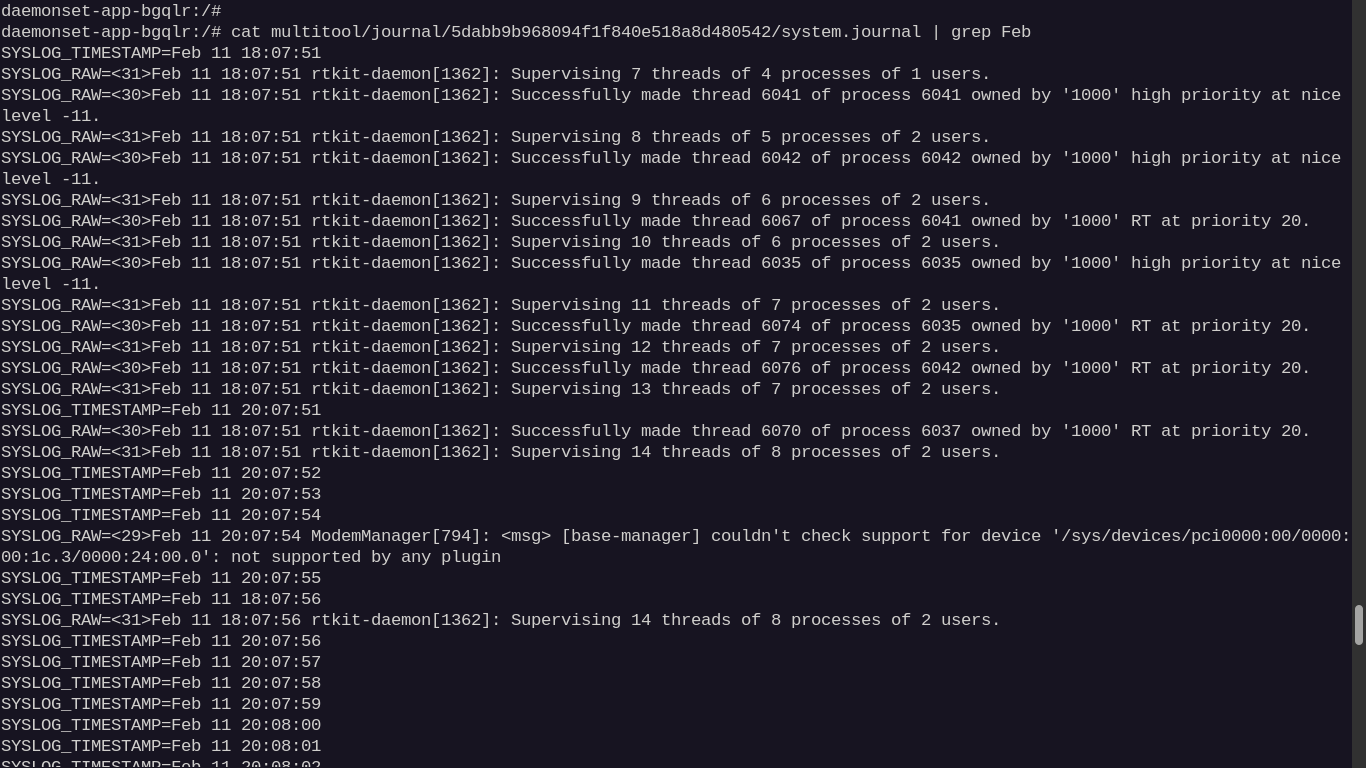 daemonset-app-bgqlr:/#
daemonset-app-bgqlr:/# cat multitool/journal/5dabb9b968094f1f840e518a8d480542/system.journal | grep Feb
SYSLOG_TIMESTAMP=Feb 11 18:07:51
SYSLOG_RAW=<31>Feb 11 18:07:51 rtkit-daemon[1362]: Supervising 7 threads of 4 processes of 1 users.
SYSLOG_RAW=<30>Feb 11 18:07:51 rtkit-daemon[1362]: Successfully made thread 6041 of process 6041 owned by '1000' high priority at nice
level -11.
SYSLOG_RAW=<31>Feb 11 18:07:51 rtkit-daemon[1362]: Supervising 8 threads of 5 processes of 2 users.
SYSLOG_RAW=<30>Feb 11 18:07:51 rtkit-daemon[1362]: Successfully made thread 6042 of process 6042 owned by '1000' high priority at nice
level -11.
SYSLOG_RAW=<31>Feb 11 18:07:51 rtkit-daemon[1362]: Supervising 9 threads of 6 processes of 2 users.
SYSLOG_RAW=<30>Feb 11 18:07:51 rtkit-daemon[1362]: Successfully made thread 6067 of process 6041 owned by '1000' RT at priority 20.
SYSLOG_RAW=<31>Feb 11 18:07:51 rtkit-daemon[1362]: Supervising 10 threads of 6 processes of 2 users.
SYSLOG_RAW=<30>Feb 11 18:07:51 rtkit-daemon[1362]: Successfully made thread 6035 of process 6035 owned by '1000' high priority at nice
level -11.
SYSLOG_RAW=<31>Feb 11 18:07:51 rtkit-daemon[1362]: Supervising 11 threads of 7 processes of 2 users.
SYSLOG_RAW=<30>Feb 11 18:07:51 rtkit-daemon[1362]: Successfully made thread 6074 of process 6035 owned by '1000' RT at priority 20.
SYSLOG_RAW=<31>Feb 11 18:07:51 rtkit-daemon[1362]: Supervising 12 threads of 7 processes of 2 users.
SYSLOG_RAW=<30>Feb 11 18:07:51 rtkit-daemon[1362]: Successfully made thread 6076 of process 6042 owned by '1000' RT at priority 20.
SYSLOG_RAW=<31>Feb 11 18:07:51 rtkit-daemon[1362]: Supervising 13 threads of 7 processes of 2 users.
SYSLOG_TIMESTAMP=Feb 11 20:07:51
SYSLOG_RAW=<30>Feb 11 18:07:51 rtkit-daemon[1362]: Successfully made thread 6070 of process 6037 owned by '1000' RT at priority 20.
SYSLOG_RAW=<31>Feb 11 18:07:51 rtkit-daemon[1362]: Supervising 14 threads of 8 processes of 2 users.
SYSLOG_TIMESTAMP=Feb 11 20:07:52
SYSLOG_TIMESTAMP=Feb 11 20:07:53
SYSLOG_TIMESTAMP=Feb 11 20:07:54
SYSLOG_RAW=<29>Feb 11 20:07:54 ModemManager[794]: <msg> [base-manager] couldn't check support for device '/sys/devices/pci0000:00/0000:
00:1c.3/0000:24:00.0': not supported by any plugin
SYSLOG_TIMESTAMP=Feb 11 20:07:55
SYSLOG_TIMESTAMP=Feb 11 18:07:56
SYSLOG_RAW=<31>Feb 11 18:07:56 rtkit-daemon[1362]: Supervising 14 threads of 8 processes of 2 users.
SYSLOG_TIMESTAMP=Feb 11 20:07:56
SYSLOG_TIMESTAMP=Feb 11 20:07:57
SYSLOG_TIMESTAMP=Feb 11 20:07:58
SYSLOG_TIMESTAMP=Feb 11 20:07:59
SYSLOG_TIMESTAMP=Feb 11 20:08:00
SYSLOG_TIMESTAMP=Feb 11 20:08:01
SYSLOG_TIMESTAMP=Feb 11 20:08:02